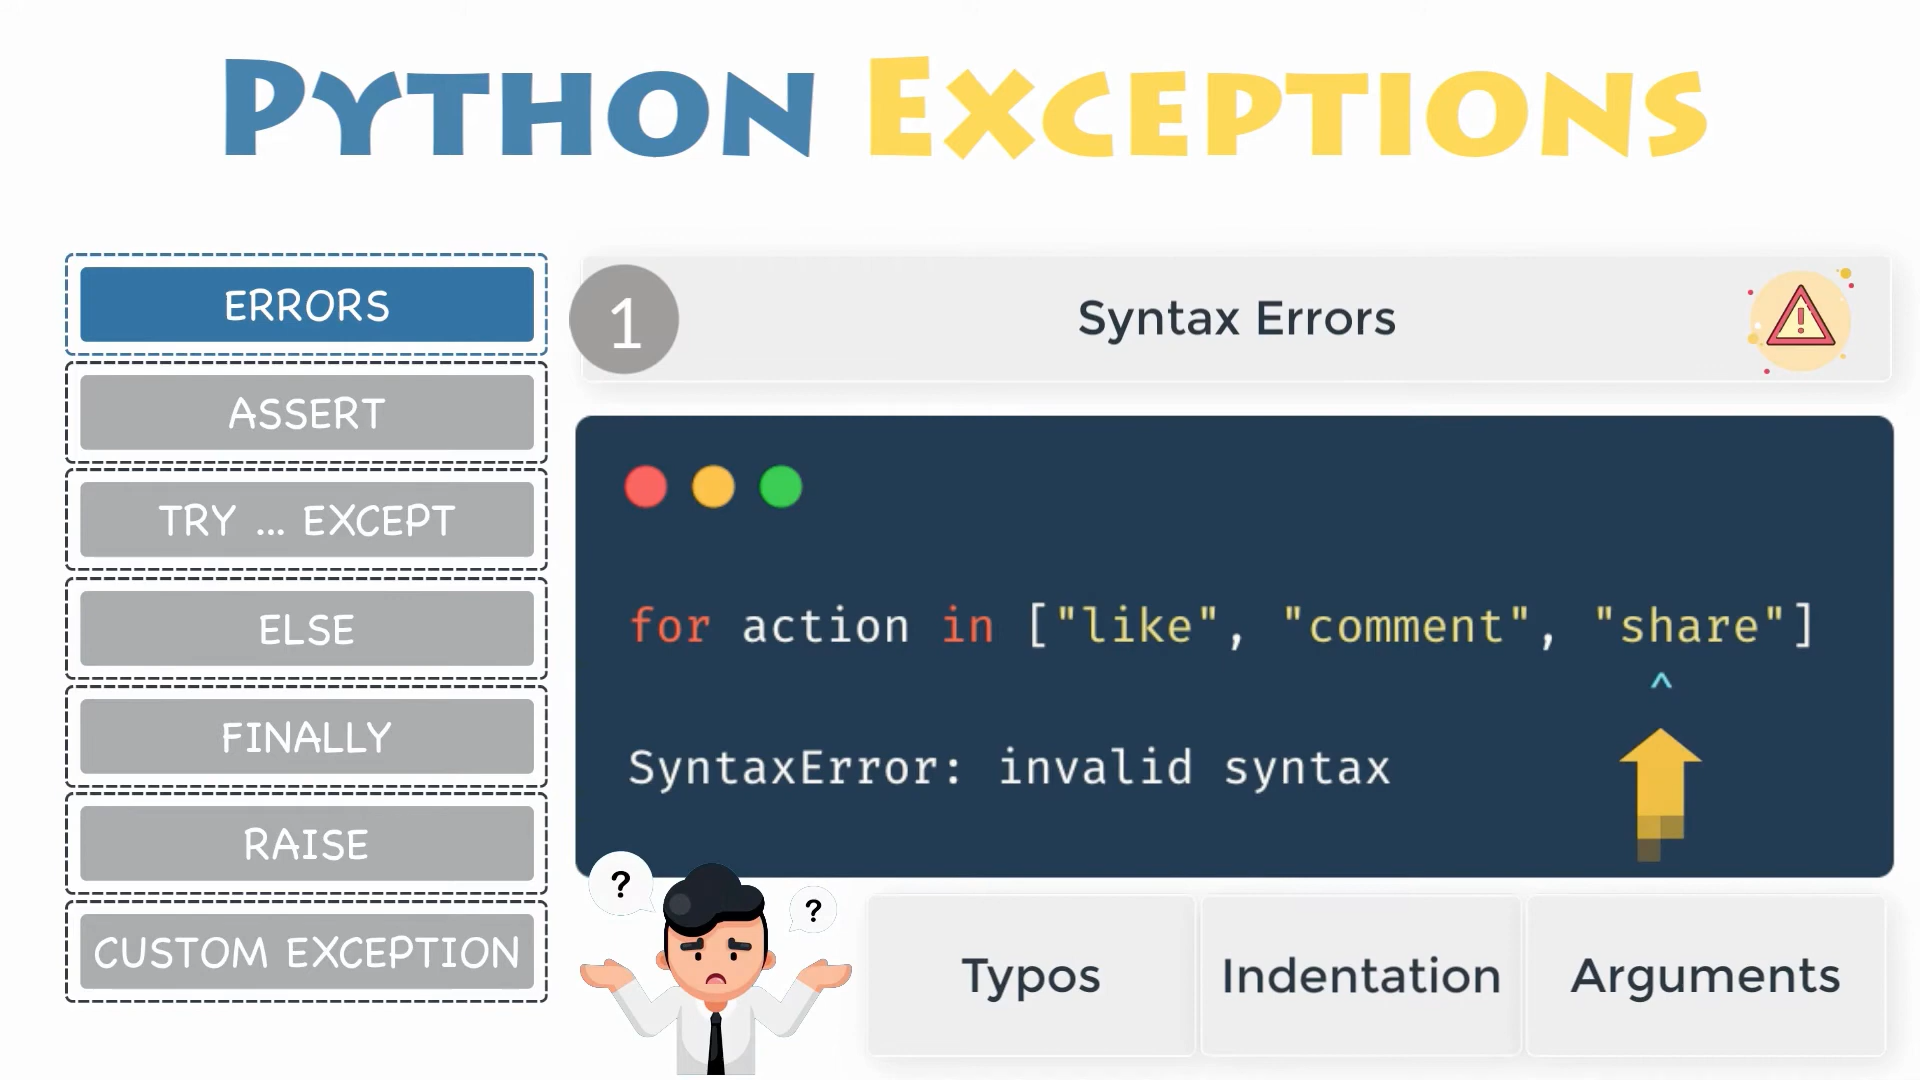 PYTHON EXCEPTIONS
ERRORS
ASSERT
TRY ... EXCEPT
ELSE
FINALLY
RAISE
CUSTOM EXCEPTION
1
Syntax Errors
for action in ["like", "comment", "share"]
^
SyntaxError: invalid syntax
? ?
Typos
Indentation
Arguments